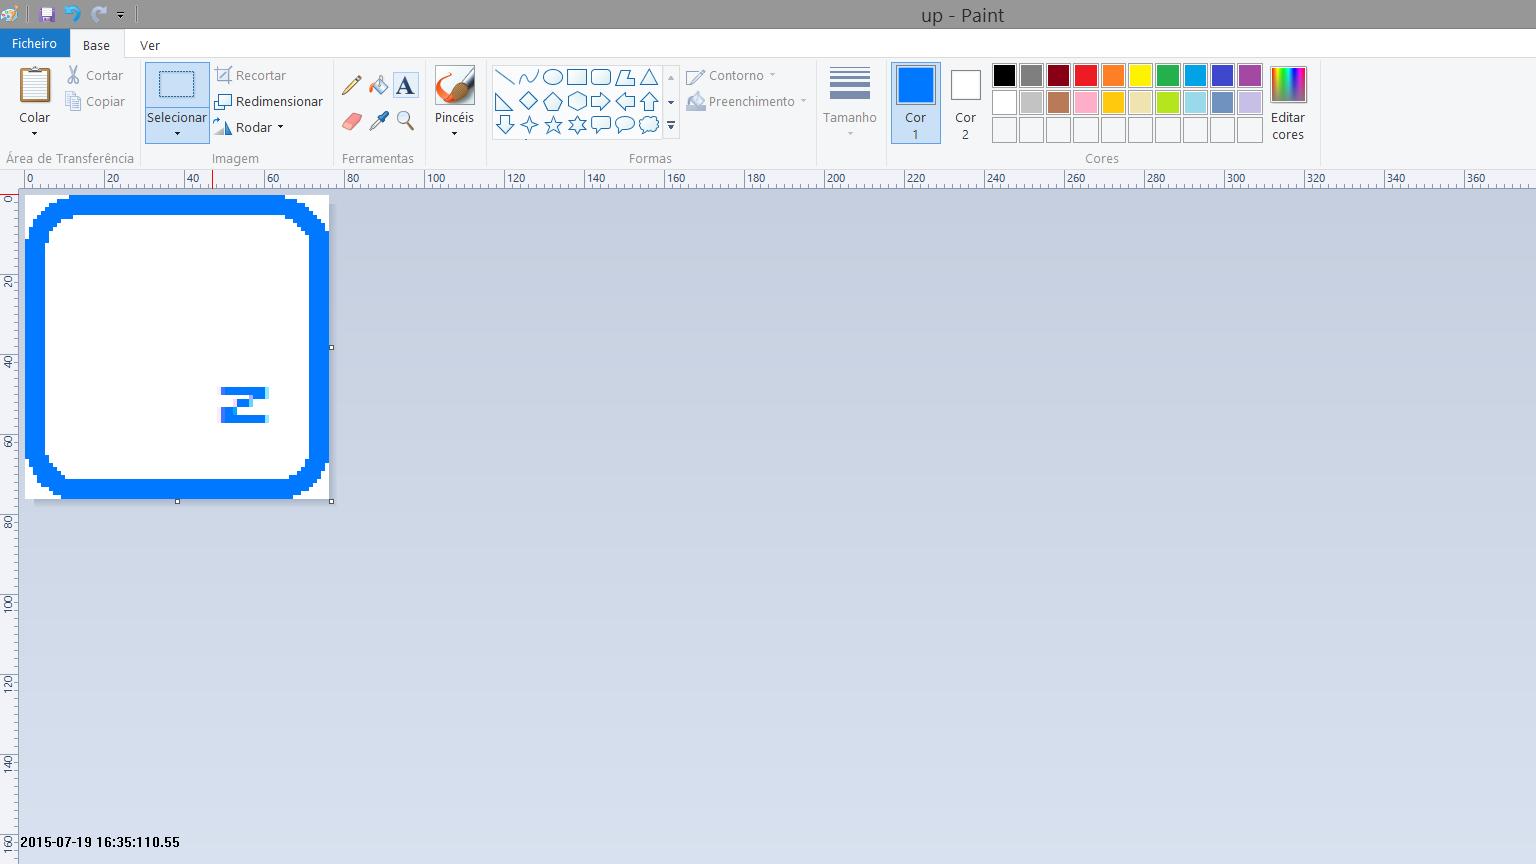 up - Paint
Ficheiro Base Ver
Colar Cortar Copiar
Selecionar Recortar Redimensionar Rodar
A
Pincéis
Contorno Preenchimento
Tamanho
Cor 1
Cor 2
Editar cores
Área de Transferência Imagem Ferramentas Formas Cores
0 20 40 60 80 100 120 140 160 180 200 220 240 260 280 300 320 340 360
0
20
40
60
80
100
120
140
160
z
2015-07-19 16:35:110.55